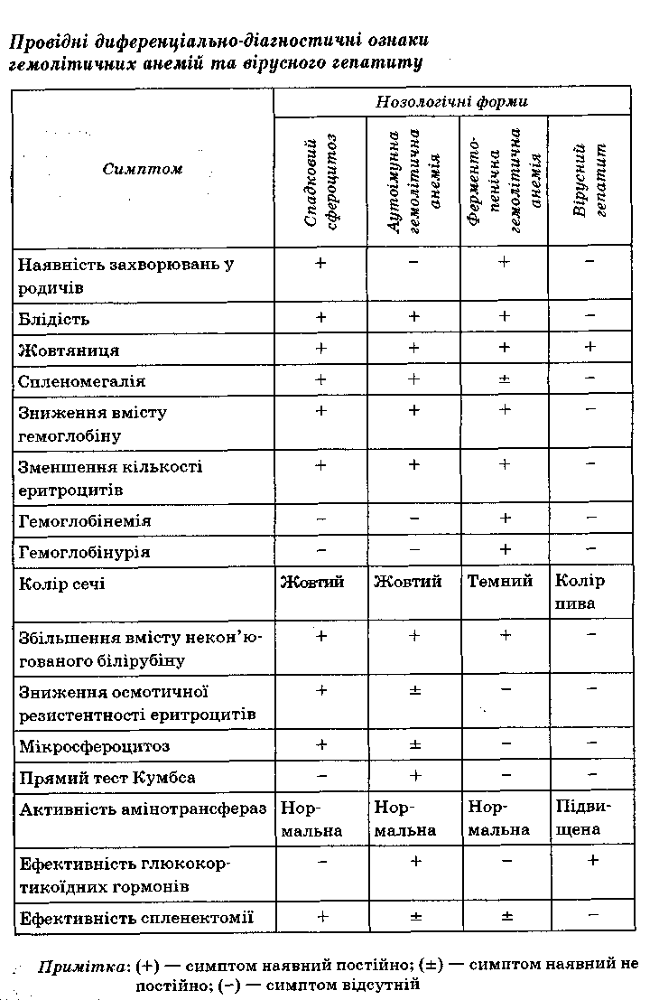 Провідні диференціально-діагностичні ознаки
гемолітичних анемій та вірусного гепатиту
Симптом
Нозологічні форми
Спадковий
сфероцитоз
Аутоімунна
гемолітична
анемія
Ферменто-
пенічна
гемолітична
анемія
Вірусний
гепатит
Наявність захворювань у + − + −
родичів
Блідість + + + −
Жовтяниця + + + +
Спленомегалія + + ± −
Зниження вмісту + + + −
гемоглобіну
Зменшення кількості + + + −
еритроцитів
Гемоглобінемія − − + −
Гемоглобінурія − − + −
Колір сечі Жовтий Жовтий Темний Колір
пива
Збільшення вмісту некон’ю- + + + −
гованого білірубіну
Зниження осмотичної + ± − −
резистентності еритроцитів
Мікросфероцитоз + ± − −
Прямий тест Кумбса − + − −
Активність амінотрансфераз Нор- Нор- Нор- Підви-
мальна мальна мальна щена
Ефективність глюкокор- − + − +
тикоїдних гормонів
Ефективність спленектомії + ± ± −
Примітка: (+) — симптом наявний постійно; (±) — симптом наявний не
постійно; (−) — симптом відсутній